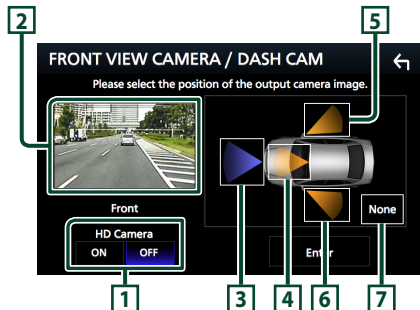 2
5
FRONT VIEW CAMERA / DASH CAM
Please select the position of the output camera image.
Front
None
HD Camera
ON OFF
Enter
1
3
4
6
7